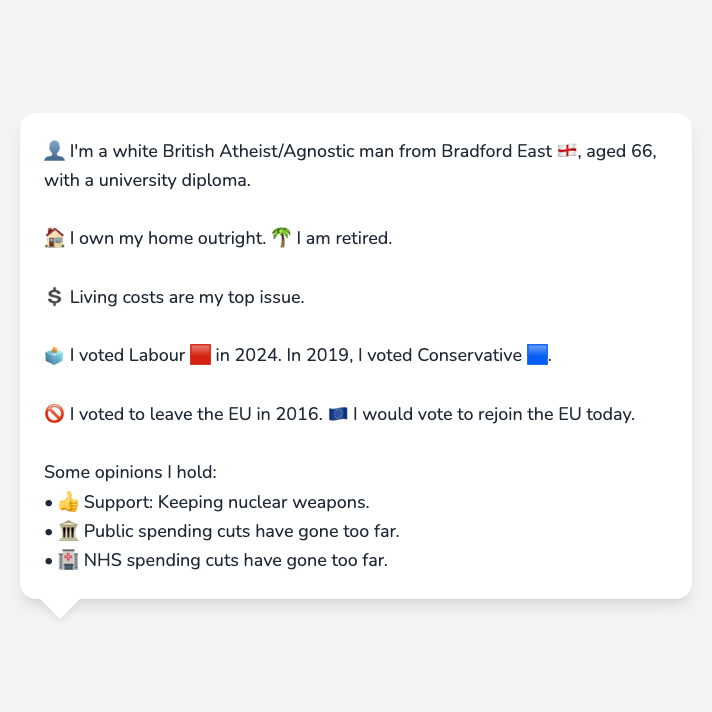 👤 I'm a white British Atheist/Agnostic man from Bradford East 🏴󠁧󠁢󠁥󠁮󠁧󠁿, aged 66,
with a university diploma.
🏠 I own my home outright. 🌴 I am retired.
💲 Living costs are my top issue.
🗳️ I voted Labour 🟥 in 2024. In 2019, I voted Conservative 🟦.
🚫 I voted to leave the EU in 2016. 🇪🇺 I would vote to rejoin the EU today.
Some opinions I hold:
• 👍 Support: Keeping nuclear weapons.
• 🏛️ Public spending cuts have gone too far.
• 🏥 NHS spending cuts have gone too far.